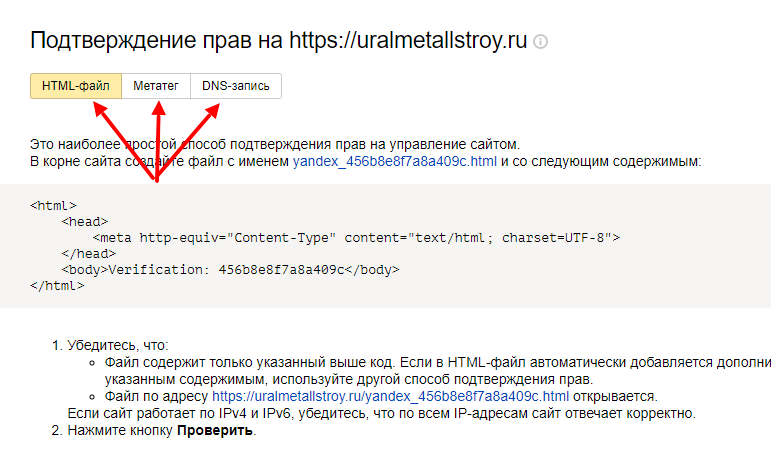 Подтверждение прав на https://uralmetallstroy.ru
HTML-файл Метатег DNS-запись
Это наиболее простой способ подтверждения прав на управление сайтом.
В корне сайта создайте файл с именем yandex_456b8e8f7a8a409c.html и со следующим содержимым:
<html>
<head>
<meta http-equiv="Content-Type" content="text/html; charset=UTF-8">
</head>
<body>Verification: 456b8e8f7a8a409c</body>
</html>
1. Убедитесь, что:
Файл содержит только указанный выше код. Если в HTML-файл автоматически добавляется дополни
указанным содержимым, используйте другой способ подтверждения прав.
Файл по адресу https://uralmetallstroy.ru/yandex_456b8e8f7a8a409c.html открывается.
Если сайт работает по IPv4 и IPv6, убедитесь, что по всем IP-адресам сайт отвечает корректно.
2. Нажмите кнопку Проверить.